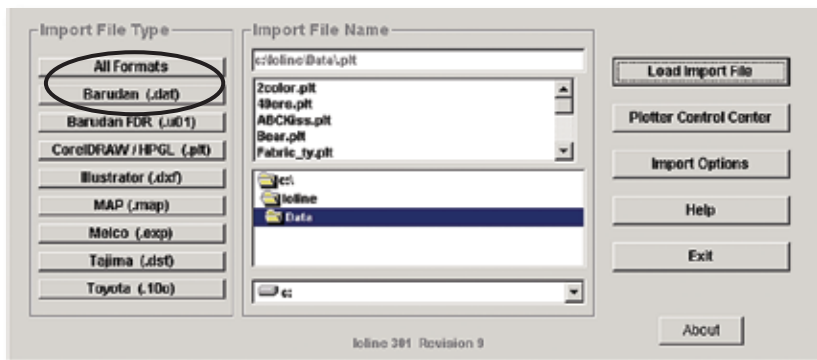 Import File Type
All Formats
Barudan (.dat)
Barudan FDR (.u01)
CorelDRAW / HPGL (.plt)
Illustrator (.dxf)
MAP (.map)
Melco (.exp)
Tajima (.dst)
Toyota (.10o)
Import File Name
c:\Ioline\Data\.plt
2color.plt
49ers.plt
ABCKiss.plt
Bear.plt
Fabric_ty.plt
c:\
Ioline
Data
c:
Load Import File
Plotter Control Center
Import Options
Help
Exit
About
Ioline 301 Revision 9